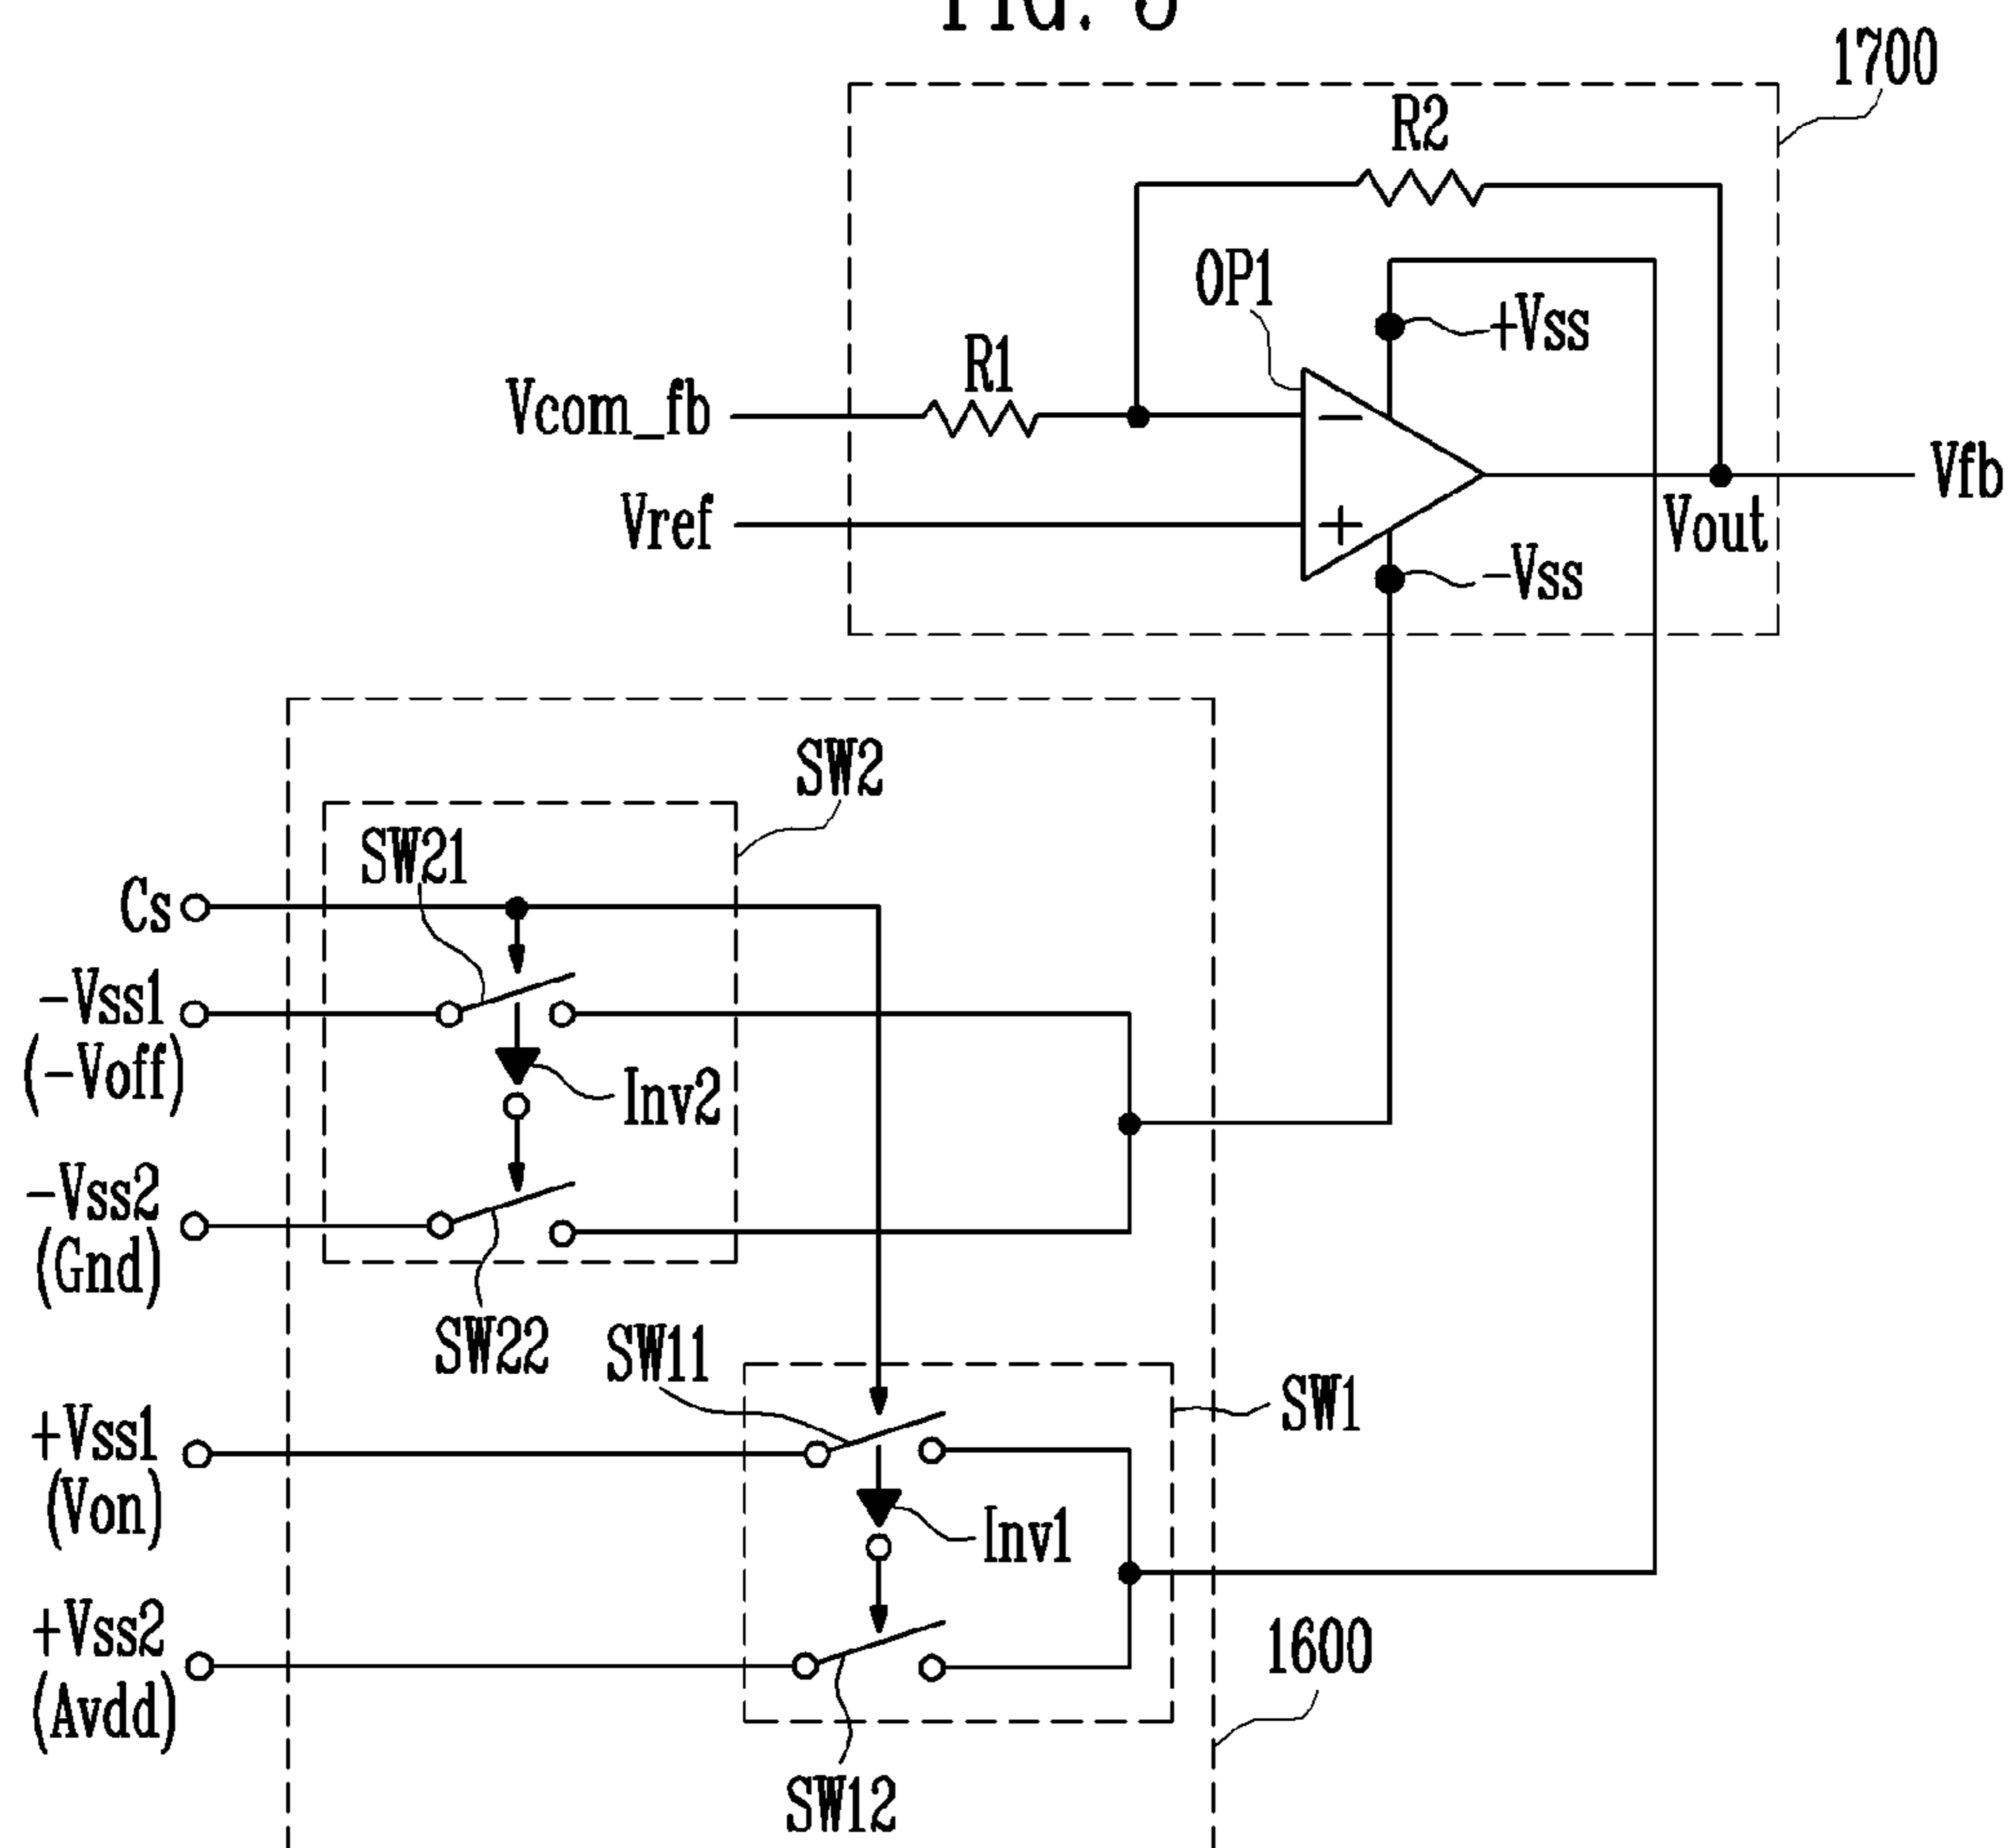 1700
R2
OP1
+Vss
R1
Vcom_fb
−
Vfb
Vref
+
Vout
−Vss
SW2
SW21
Cs
−Vss1
(−Voff)
Inv2
−Vss2
(Gnd)
SW22
SW11
SW1
+Vss1
(Von)
Inv1
+Vss2
(Avdd)
1600
SW12